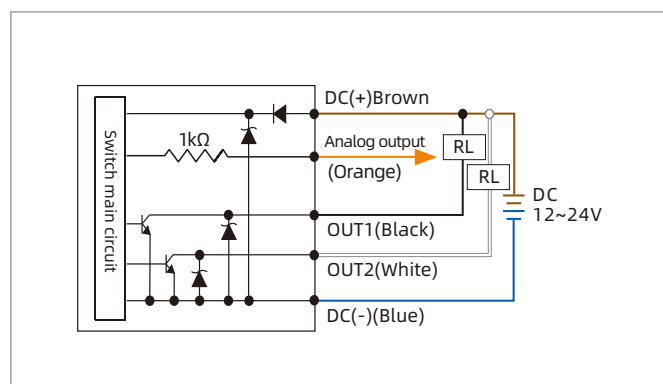 DC(+)Brown
1kΩ
Analog output
(Orange)
RL
RL
Switch main circuit
DC
12~24V
OUT1(Black)
OUT2(White)
DC(-)(Blue)